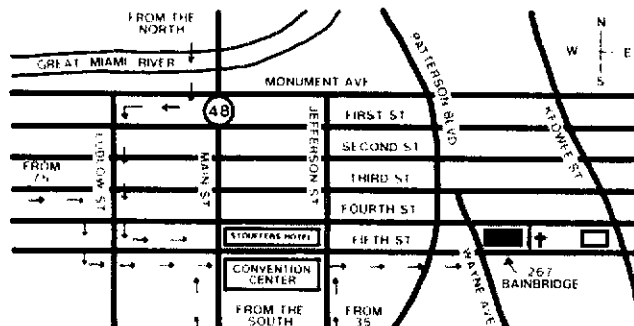 FROM THE
NORTH
N
W E
S
GREAT MIAMI RIVER
MONUMENT AVE
PATTERSON BLVD
48
JEFFERSON ST
FIRST ST
KEOWEE ST
LUDLOW ST
MAIN ST
SECOND ST
FROM
75
THIRD ST
FOURTH ST
STOUFFERS HOTEL
FIFTH ST
CONVENTION
CENTER
WAYNE AVE
267
BAINBRIDGE
FROM THE
SOUTH
FROM
35